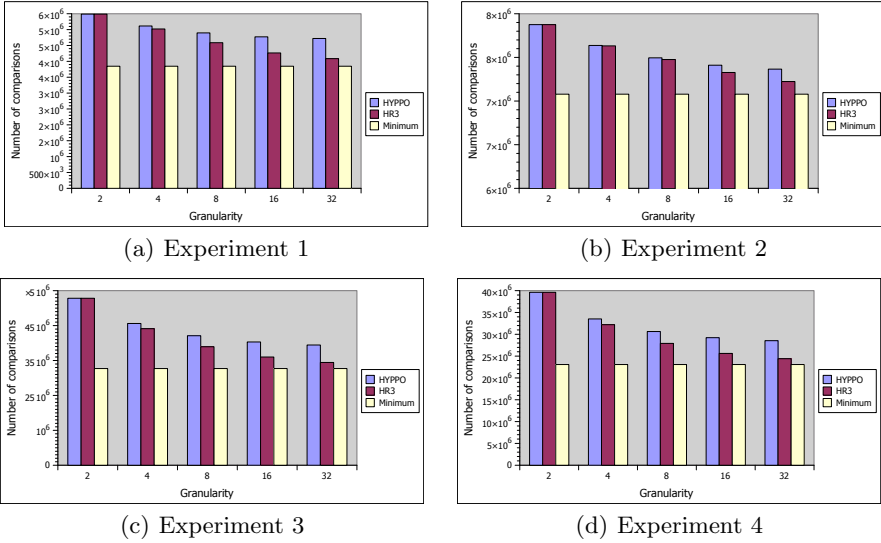 Number of comparisons
6×10⁶
5×10⁶
5×10⁶
4×10⁶
4×10⁶
3×10⁶
3×10⁶
2×10⁶
2×10⁶
10⁶
500×10³
0
2 4 8 16 32
Granularity
HYPPO
HR3
Minimum
(a) Experiment 1
Number of comparisons
8×10⁶
8×10⁶
7×10⁶
7×10⁶
6×10⁶
2 4 8 16 32
Granularity
HYPPO
HR3
Minimum
(b) Experiment 2
Number of comparisons
×5 10⁶
45 10⁶
35 10⁶
25 10⁶
10⁶
0
2 4 8 16 32
Granularity
HYPPO
HR3
Minimum
(c) Experiment 3
Number of comparisons
40×10⁶
35×10⁶
30×10⁶
25×10⁶
20×10⁶
15×10⁶
10×10⁶
5×10⁶
0
2 4 8 16 32
Granularity
HYPPO
HR3
Minimum
(d) Experiment 4